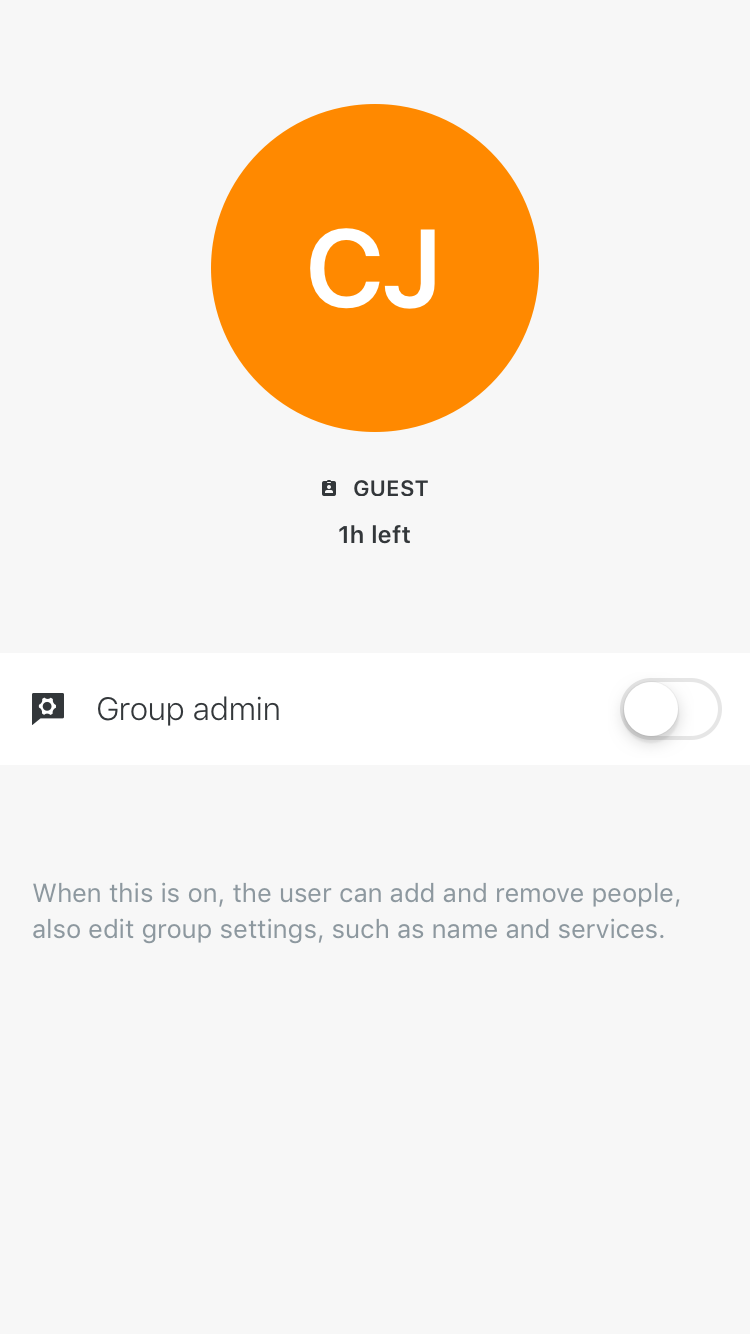 CJ
GUEST
1h left
Group admin
When this is on, the user can add and remove people,
also edit group settings, such as name and services.